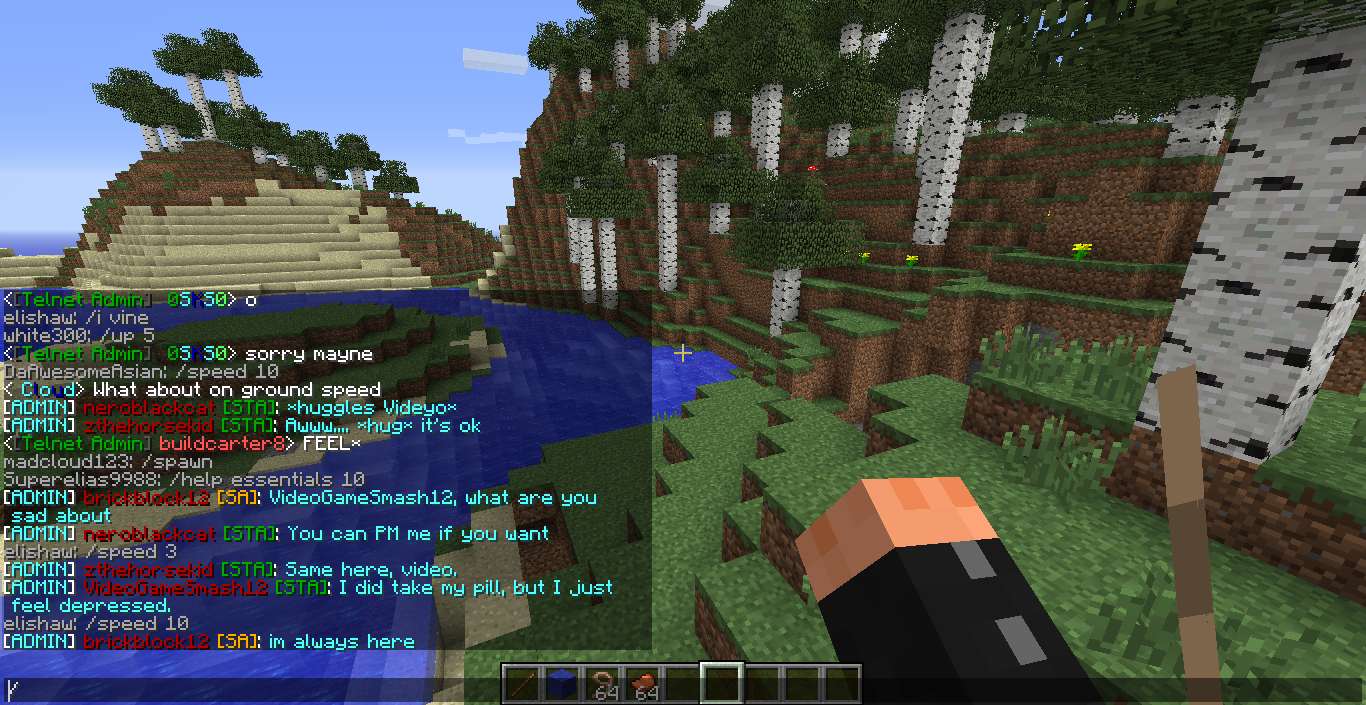 <[Telnet Admin] 0SKS0> o
elishaw: /i vine
white300: /up 5
<[Telnet Admin] 0SKS0> sorry mayne
DaAwesomeAsian: /speed 10
< Cloud> What about on ground speed
[ADMIN] neroblackcat [STA]: *huggles Videyo*
[ADMIN] zthehorsekid [STA]: Awww... *hug* it's ok
<[Telnet Admin] buildcarter8> FEEL*
madcloud123: /spawn
Superelias9988: /help essentials 10
[ADMIN] brickblock12 [SA]: VideoGameSmash12, what are you
sad about
[ADMIN] neroblackcat [STA]: You can PM me if you want
elishaw: /speed 3
[ADMIN] zthehorsekid [STA]: Same here, video.
[ADMIN] VideoGameSmash12 [STA]: I did take my pill, but I just
feel depressed.
elishaw: /speed 10
[ADMIN] brickblock12 [SA]: im always here
64 64
/